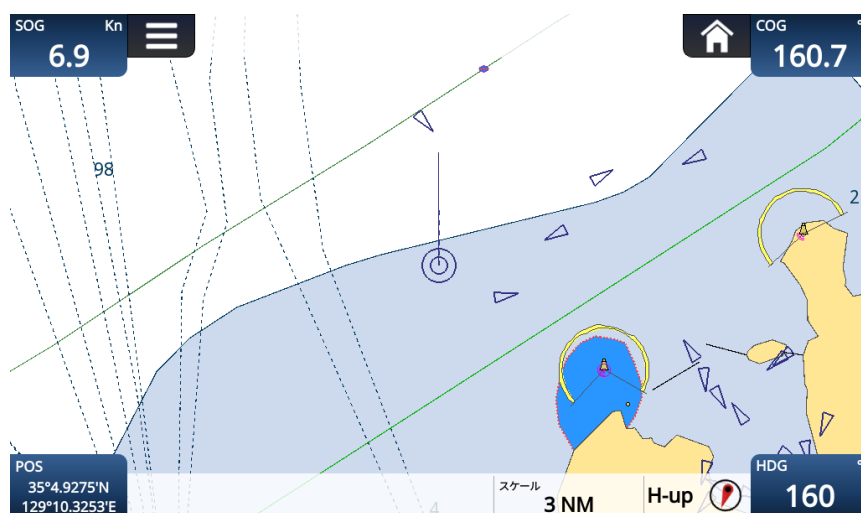 SOG Kn
6.9
COG °
160.7
98
2
POS
35°4.9275'N
129°10.3253'E
4
スケール
3 NM
H-up
HDG °
160